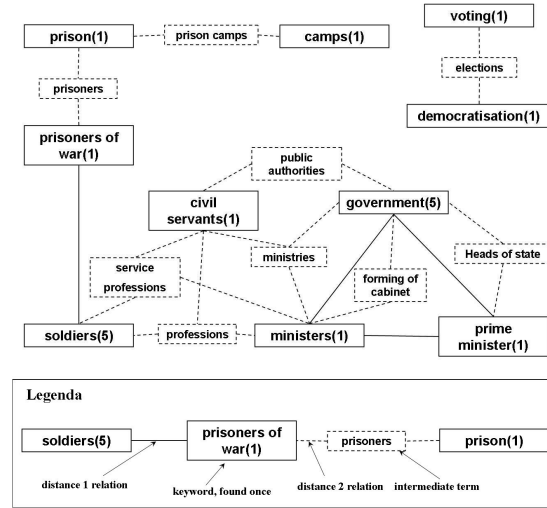 voting(1)
prison(1)
prison camps
camps(1)
elections
prisoners
democratisation(1)
prisoners of
war(1)
public
authorities
civil
servants(1)
government(5)
ministries
Heads of state
service
professions
forming of
cabinet
soldiers(5)
professions
ministers(1)
prime
minister(1)
Legenda
soldiers(5)
prisoners of
war(1)
prisoners
prison(1)
distance 1 relation
keyword, found once
distance 2 relation
intermediate term